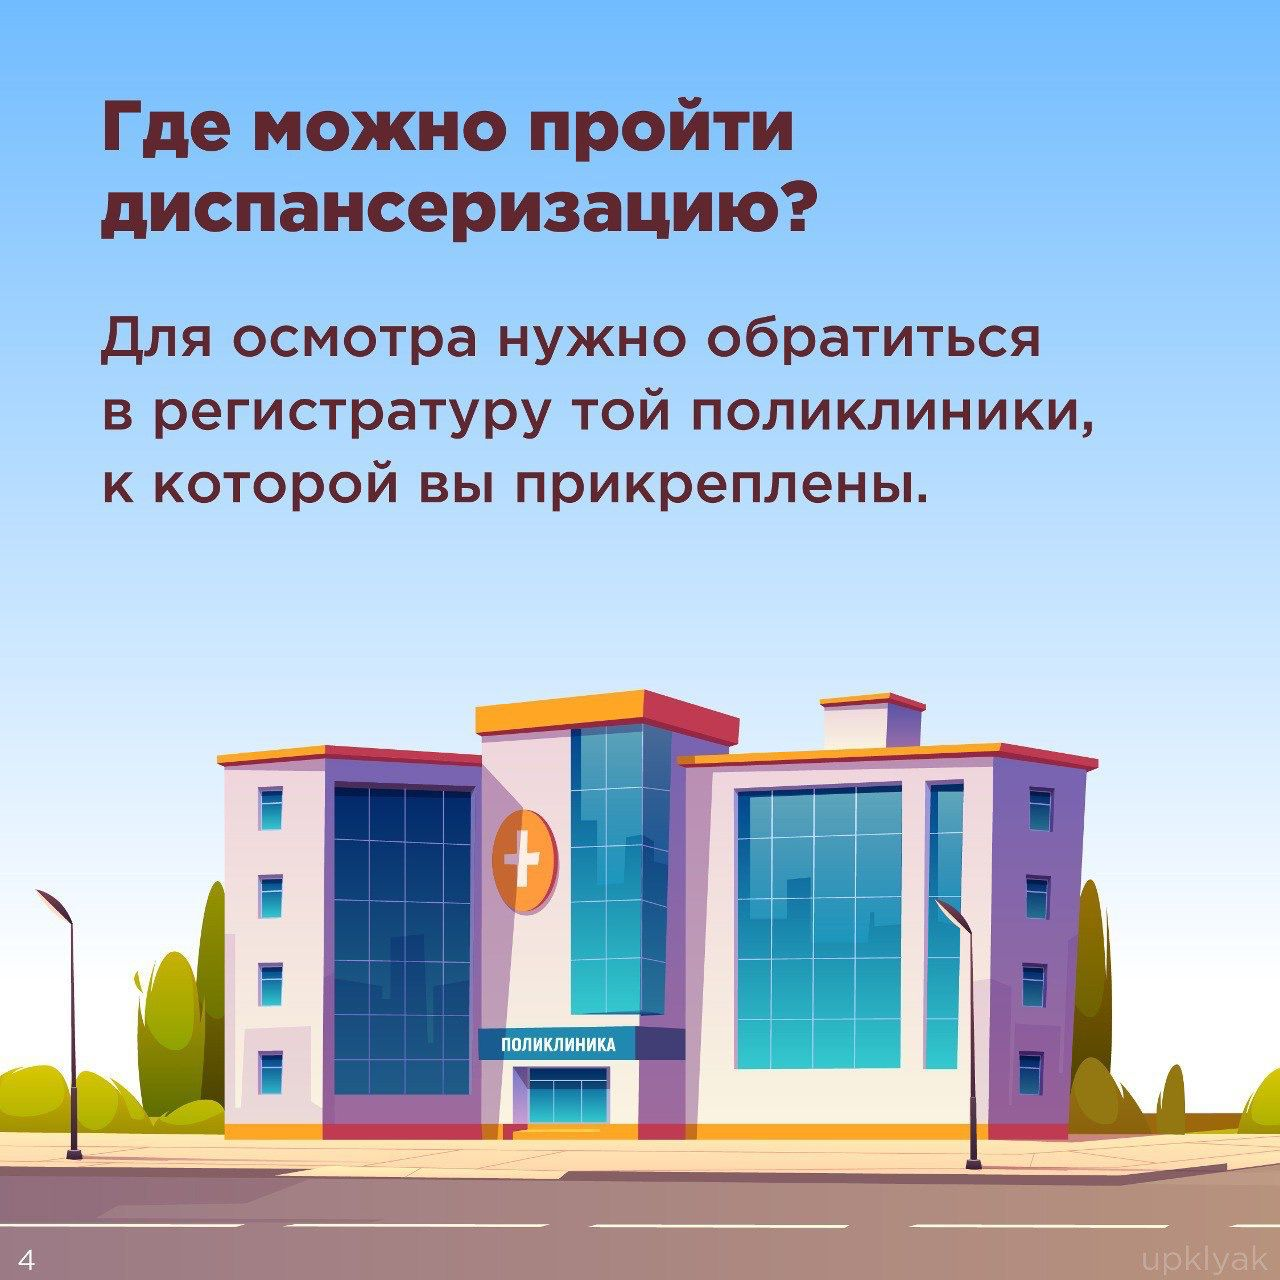 Где можно пройти
диспансеризацию?
Для осмотра нужно обратиться
в регистратуру той поликлиники,
к которой вы прикреплены.
ПОЛИКЛИНИКА
4
upklyak